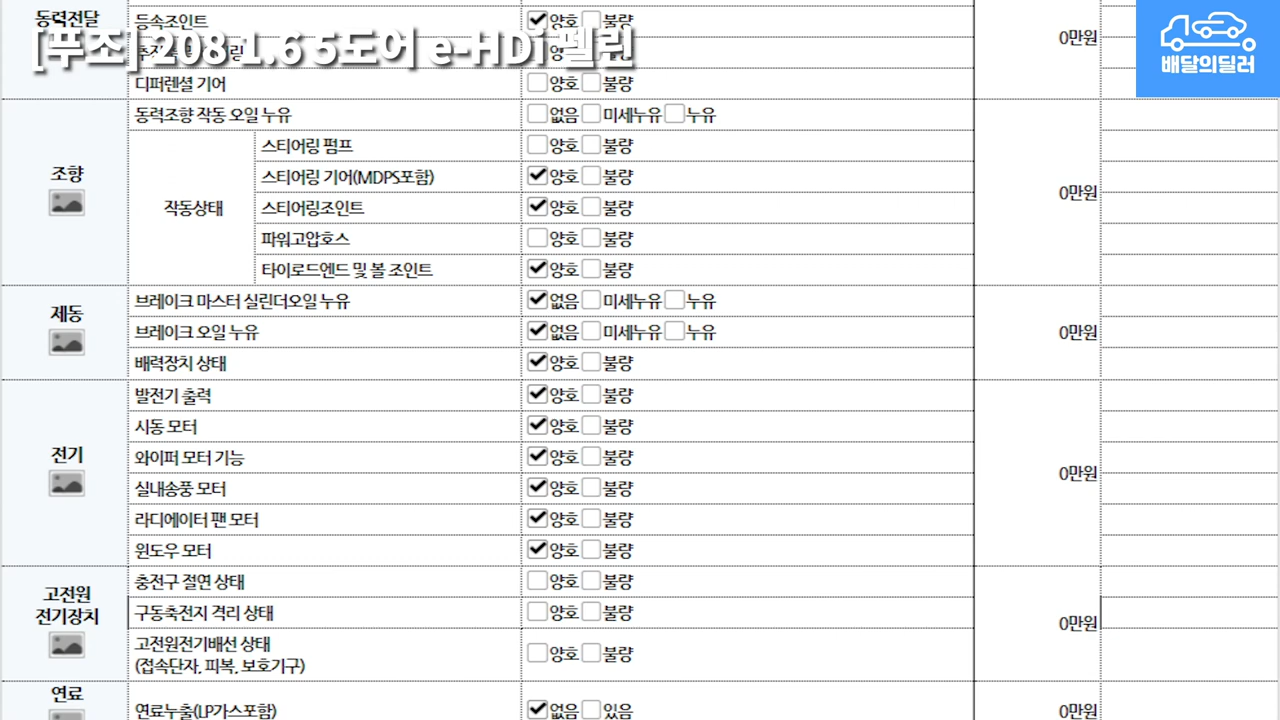 [푸조] 208 1.6 5도어 e-HDi 펠린
배달의딜러
동력전달
등속조인트 양호 불량
0만원
디퍼렌셜 기어 양호 불량
조향
동력조향 작동 오일 누유 없음 미세누유 누유
작동상태
스티어링 펌프 양호 불량
스티어링 기어(MDPS포함) 양호 불량
스티어링조인트 양호 불량
파워고압호스 양호 불량
타이로드엔드 및 볼 조인트 양호 불량
0만원
제동
브레이크 마스터 실린더오일 누유 없음 미세누유 누유
브레이크 오일 누유 없음 미세누유 누유
배력장치 상태 양호 불량
0만원
전기
발전기 출력 양호 불량
시동 모터 양호 불량
와이퍼 모터 기능 양호 불량
실내송풍 모터 양호 불량
라디에이터 팬 모터 양호 불량
윈도우 모터 양호 불량
0만원
고전원
전기장치
충전구 절연 상태 양호 불량
구동축전지 격리 상태 양호 불량
고전원전기배선 상태
(접속단자, 피복, 보호기구) 양호 불량
0만원
연료
연료누출(LP가스포함) 없음 있음
0만원